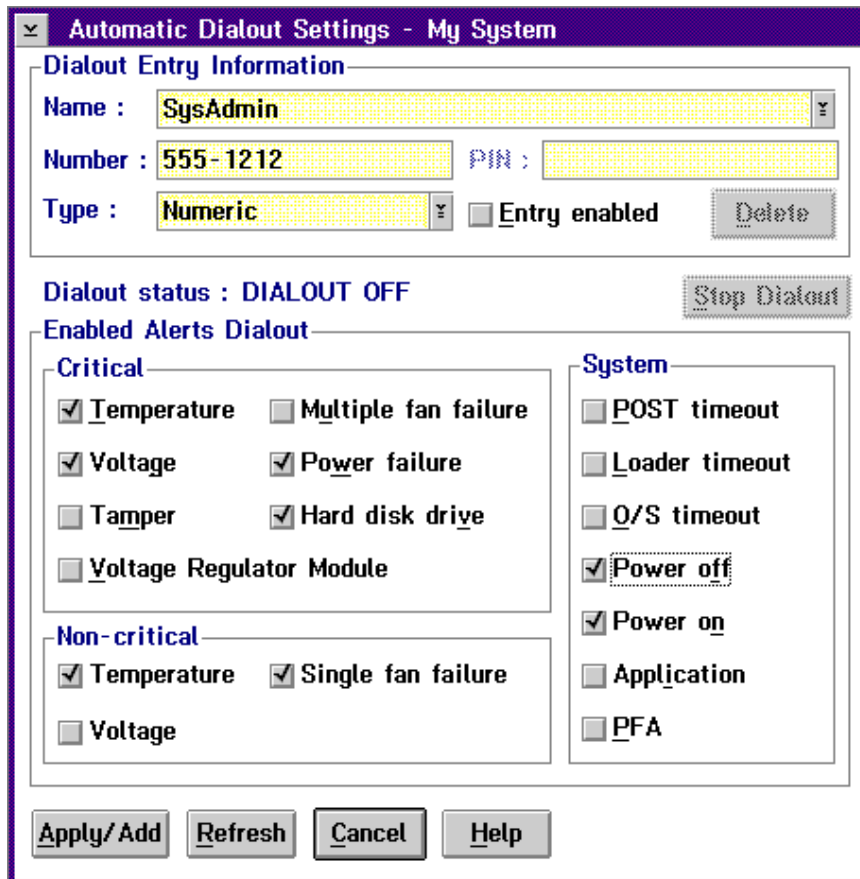 Automatic Dialout Settings - My System
Dialout Entry Information
Name : SysAdmin
Number : 555-1212 PIN :
Type : Numeric Entry enabled Delete
Dialout status : DIALOUT OFF Stop Dialout
Enabled Alerts Dialout
Critical
Temperature Multiple fan failure
Voltage Power failure
Tamper Hard disk drive
Voltage Regulator Module
Non-critical
Temperature Single fan failure
Voltage
System
POST timeout
Loader timeout
O/S timeout
Power off
Power on
Application
PFA
Apply/Add Refresh Cancel Help